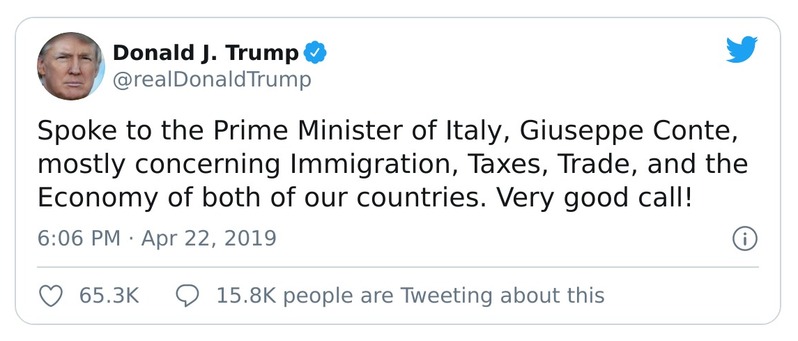 Donald J. Trump
@realDonaldTrump
Spoke to the Prime Minister of Italy, Giuseppe Conte,
mostly concerning Immigration, Taxes, Trade, and the
Economy of both of our countries. Very good call!
6:06 PM · Apr 22, 2019
65.3K 15.8K people are Tweeting about this